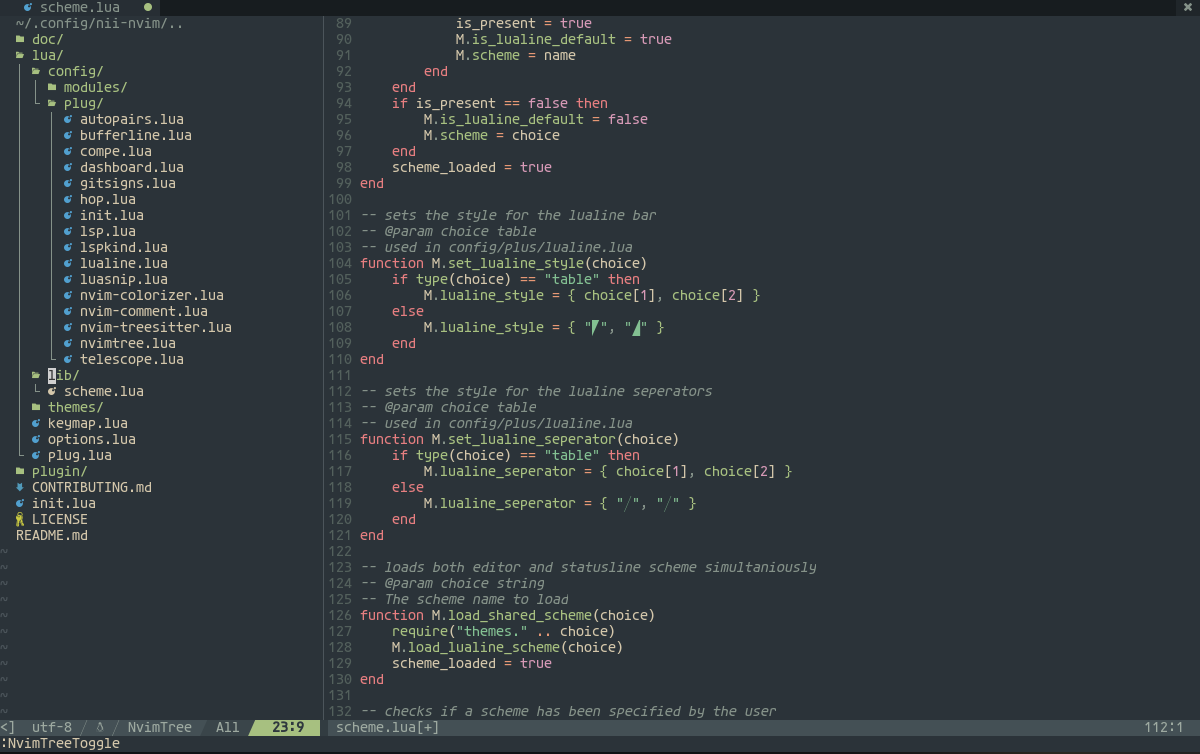 scheme.lua
~/.config/nii-nvim/..
doc/
lua/
config/
modules/
plug/
autopairs.lua
bufferline.lua
compe.lua
dashboard.lua
gitsigns.lua
hop.lua
init.lua
lsp.lua
lspkind.lua
lualine.lua
luasnip.lua
nvim-colorizer.lua
nvim-comment.lua
nvim-treesitter.lua
nvimtree.lua
telescope.lua
lib/
scheme.lua
themes/
keymap.lua
options.lua
plug.lua
plugin/
CONTRIBUTING.md
init.lua
LICENSE
README.md
~
~
~
~
~
~
~
~
~
~
89 is_present = true
90 M.is_lualine_default = true
91 M.scheme = name
92 end
93 end
94 if is_present == false then
95 M.is_lualine_default = false
96 M.scheme = choice
97 end
98 scheme_loaded = true
99 end
100
101 -- sets the style for the lualine bar
102 -- @param choice table
103 -- used in config/plus/lualine.lua
104 function M.set_lualine_style(choice)
105 if type(choice) == "table" then
106 M.lualine_style = { choice[1], choice[2] }
107 else
108 M.lualine_style = { "◤", "◢" }
109 end
110 end
111
112 -- sets the style for the lualine seperators
113 -- @param choice table
114 -- used in config/plus/lualine.lua
115 function M.set_lualine_seperator(choice)
116 if type(choice) == "table" then
117 M.lualine_seperator = { choice[1], choice[2] }
118 else
119 M.lualine_seperator = { "/", "/" }
120 end
121 end
122
123 -- loads both editor and statusline scheme simultaniously
124 -- @param choice string
125 -- The scheme name to load
126 function M.load_shared_scheme(choice)
127 require("themes." .. choice)
128 M.load_lualine_scheme(choice)
129 scheme_loaded = true
130 end
131
132 -- checks if a scheme has been specified by the user
<] utf-8 / / NvimTree All 23:9 scheme.lua[+] 112:1
:NvimTreeToggle